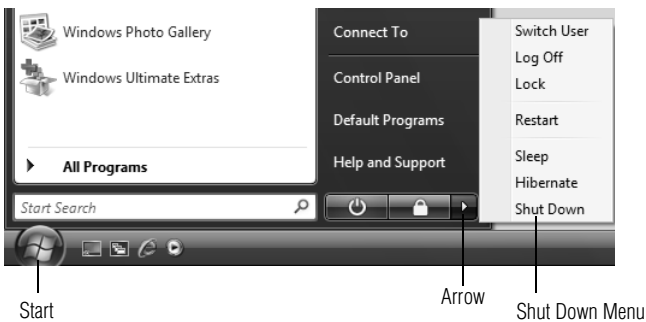 Windows Photo Gallery
Windows Ultimate Extras
All Programs
Start Search
Connect To
Control Panel
Default Programs
Help and Support
Switch User
Log Off
Lock
Restart
Sleep
Hibernate
Shut Down
Start
Arrow
Shut Down Menu